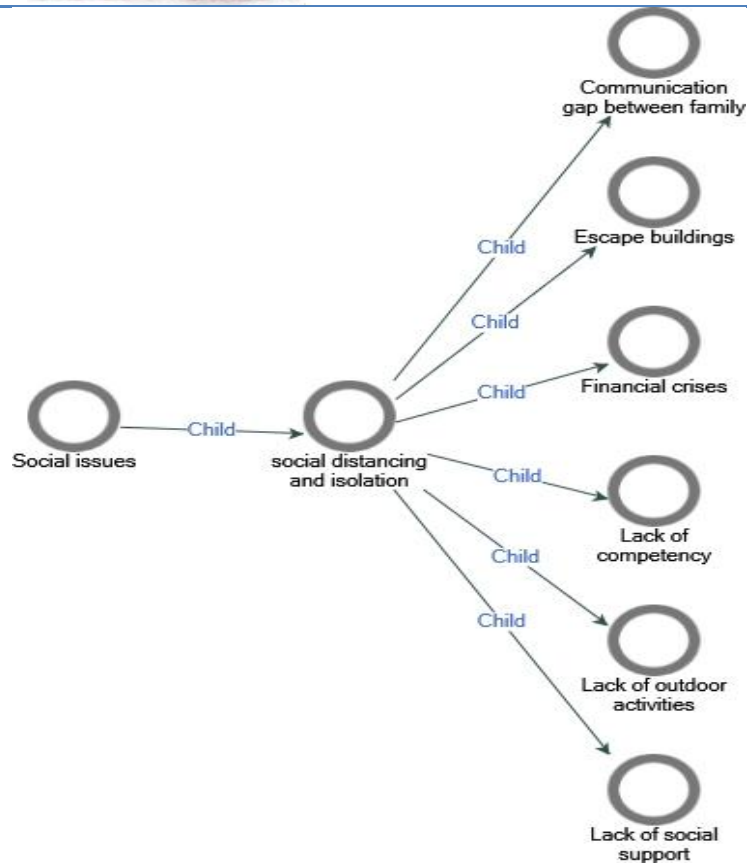 Communication
gap between family
Child
Escape buildings
Child
Child
Financial crises
Child
Social issues
social distancing
and isolation
Child
Lack of
competency
Child
Child
Lack of outdoor
activities
Lack of social
support